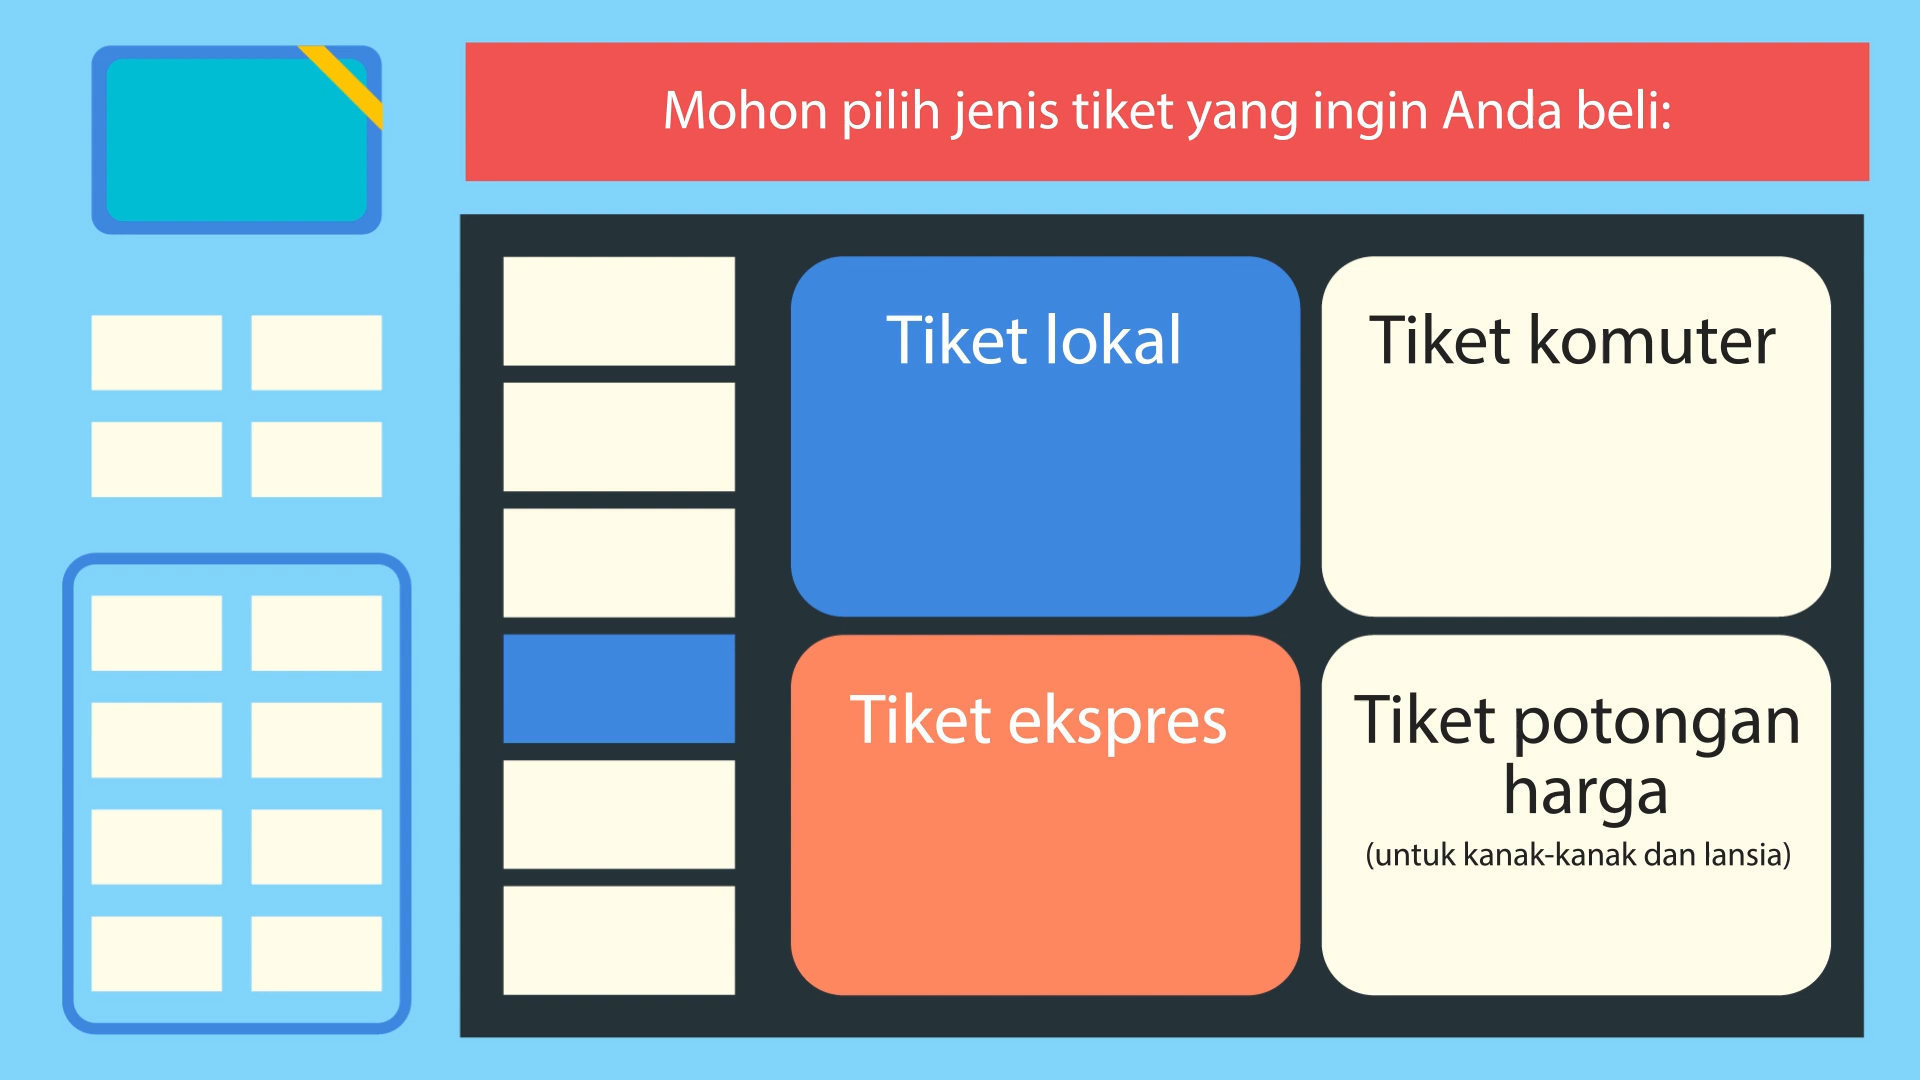 Mohon pilih jenis tiket yang ingin Anda beli:
Tiket lokal
Tiket komuter
Tiket ekspres
Tiket potongan
harga
(untuk kanak-kanak dan lansia)